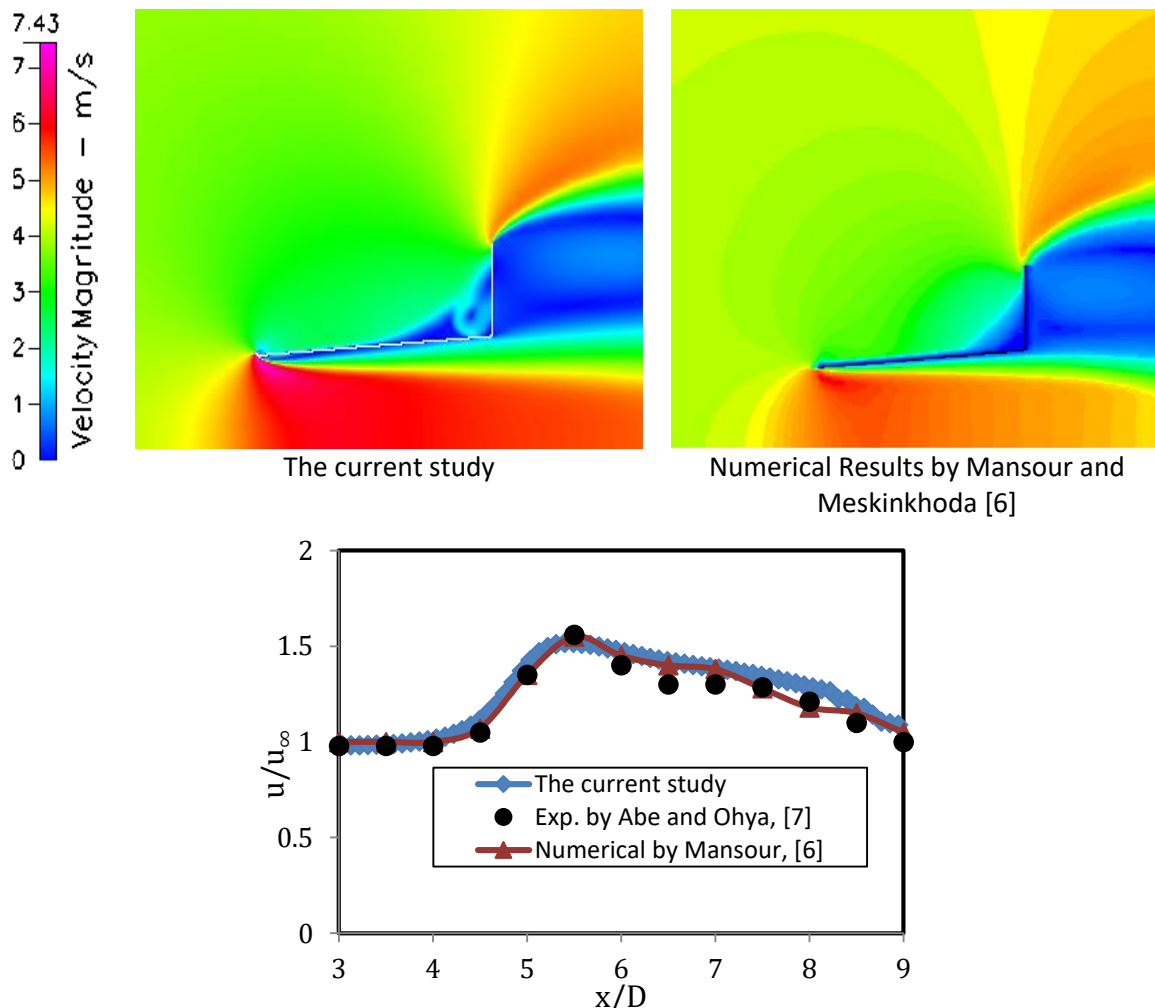 7.43
7
6
5
4
3
2
1
0
Velocity Magnitude – m/s
The current study
Numerical Results by Mansour and
Meskinkhoda [6]
2
1.5
1
0.5
0
u/u∞
The current study
Exp. by Abe and Ohya, [7]
Numerical by Mansour, [6]
3 4 5 6 7 8 9
x/D